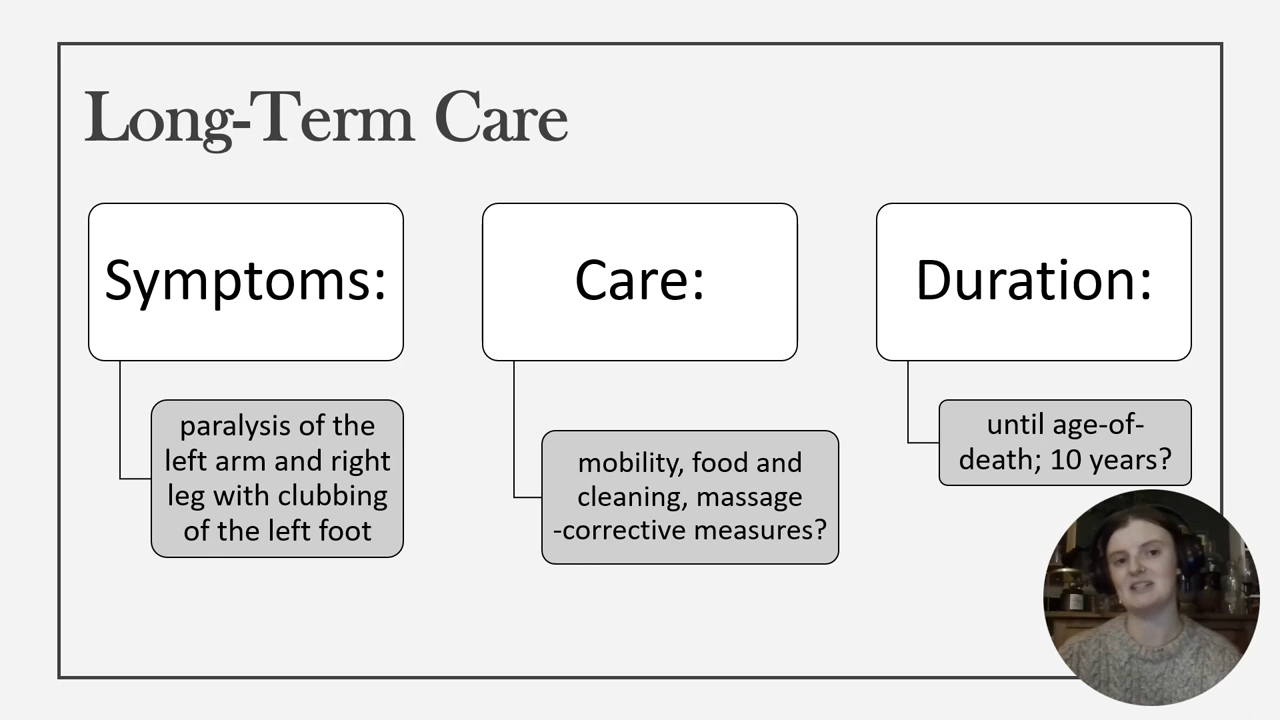 Long-Term Care
Symptoms:
paralysis of the
left arm and right
leg with clubbing
of the left foot
Care:
mobility, food and
cleaning, massage
-corrective measures?
Duration:
until age-of-
death; 10 years?